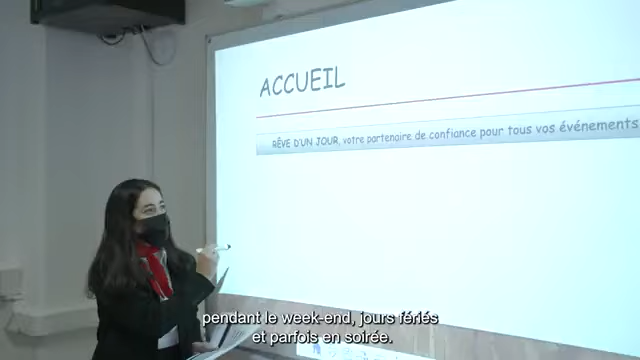 ACCUEIL
RÊVE D'UN JOUR, votre partenaire de confiance pour tous vos événements
pendant le week-end, jours fériés
et parfois en soirée.